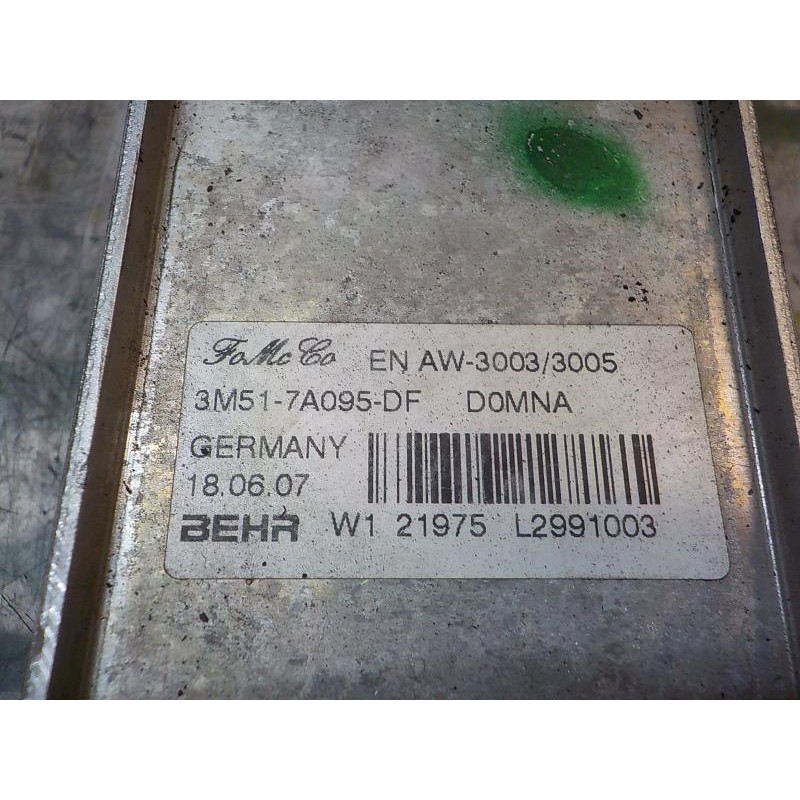 FoMoCo EN AW-3003/3005
3M51-7A095-DF D0MNA
GERMANY
18.06.07
BEHR W1 21975 L2991003